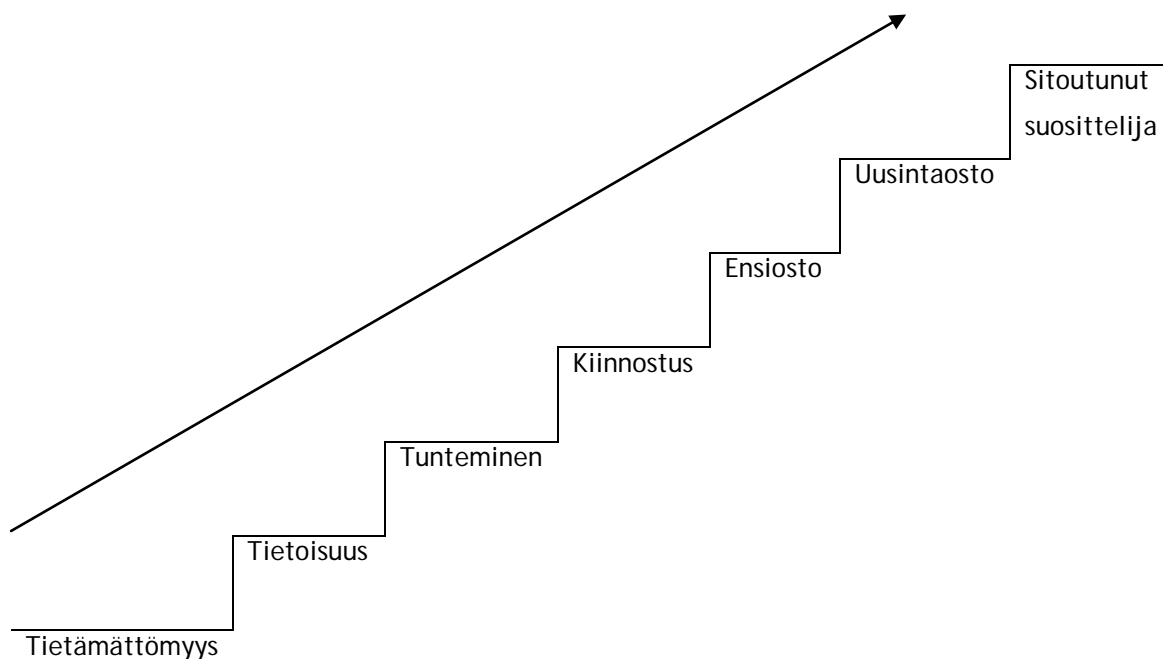 Sitoutunut
suosittelija
Uusintaosto
Ensiosto
Kiinnostus
Tunteminen
Tietoisuus
Tietämättömyys